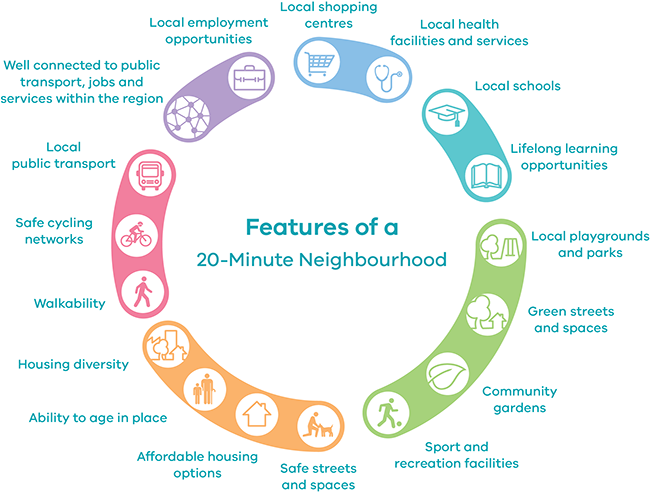 Features of a
20-Minute Neighbourhood
Local shopping
centres
Local health
facilities and services
Local schools
Lifelong learning
opportunities
Local playgrounds
and parks
Green streets
and spaces
Community
gardens
Sport and
recreation facilities
Safe streets
and spaces
Affordable housing
options
Ability to age in place
Housing diversity
Walkability
Safe cycling
networks
Local
public transport
Well connected to public
transport, jobs and
services within the region
Local employment
opportunities